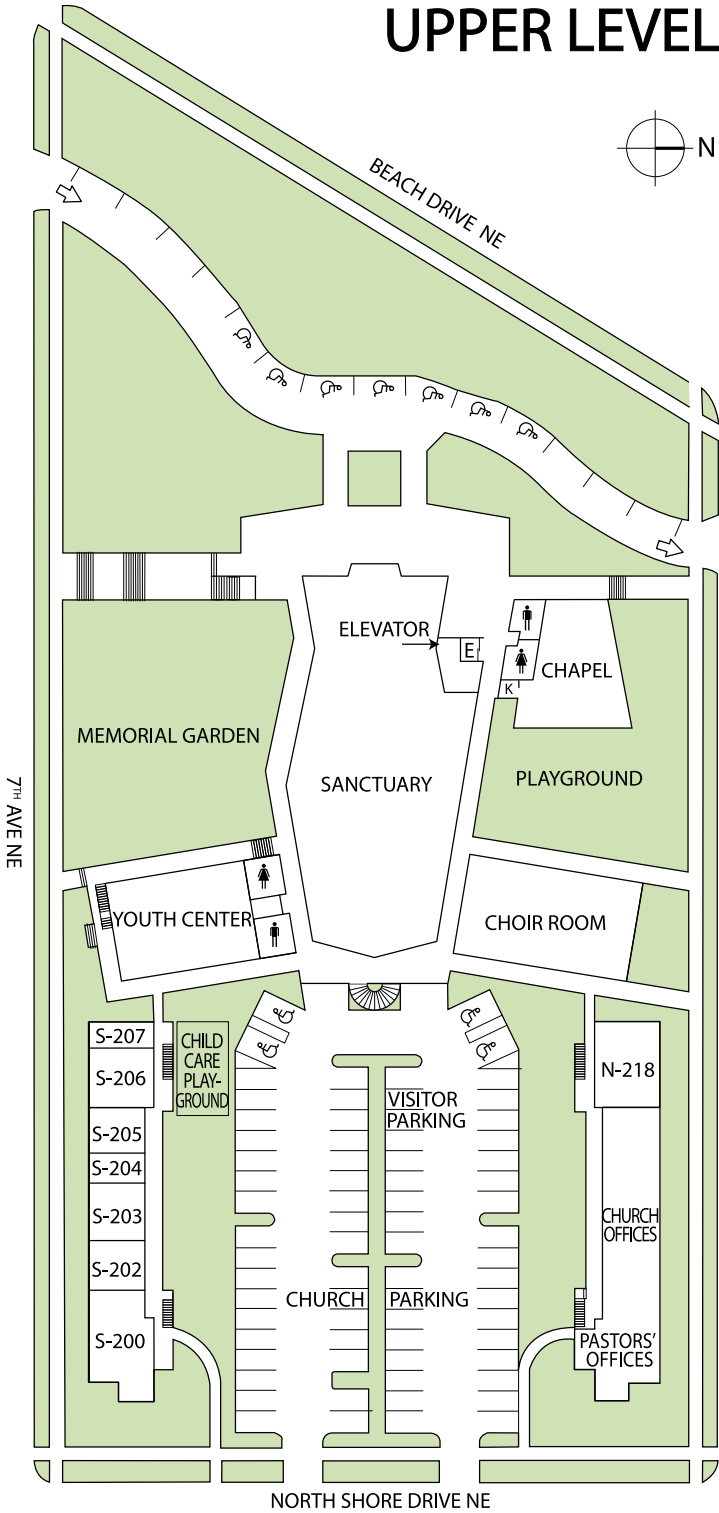 UPPER LEVEL
N
BEACH DRIVE NE
ELEVATOR
E
K
CHAPEL
MEMORIAL GARDEN
SANCTUARY
PLAYGROUND
7TH AVE NE
YOUTH CENTER
CHOIR ROOM
S-207
S-206
S-205
S-204
S-203
S-202
S-200
CHILD
CARE
PLAY-
GROUND
VISITOR
PARKING
CHURCH PARKING
N-218
CHURCH
OFFICES
PASTORS'
OFFICES
NORTH SHORE DRIVE NE